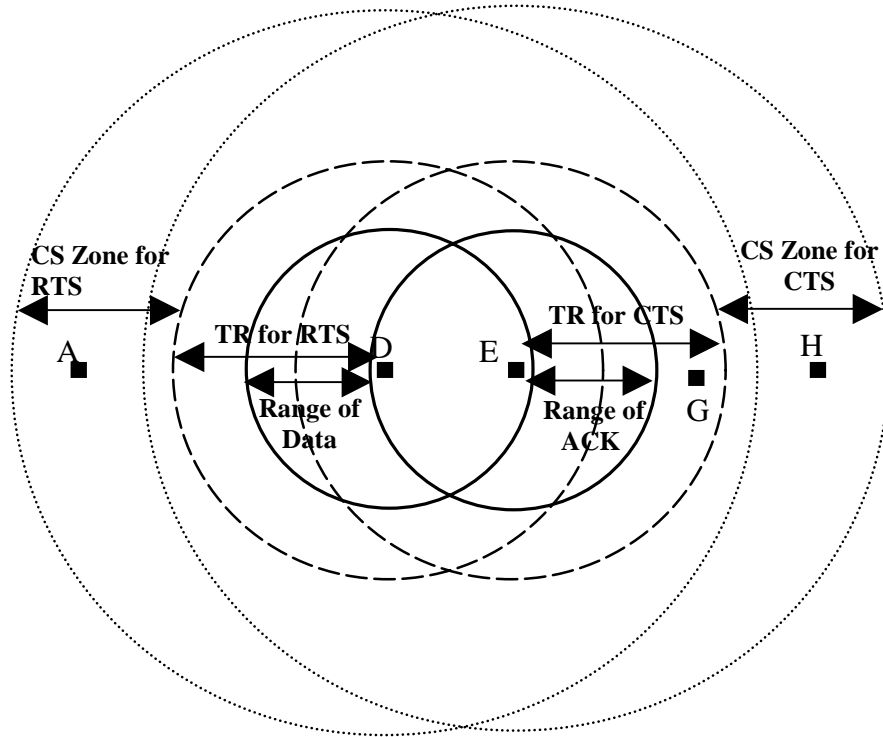 CS Zone for
RTS
CS Zone for
CTS
TR for RTS
TR for CTS
A
D
E
H
G
Range of
Data
Range of
ACK